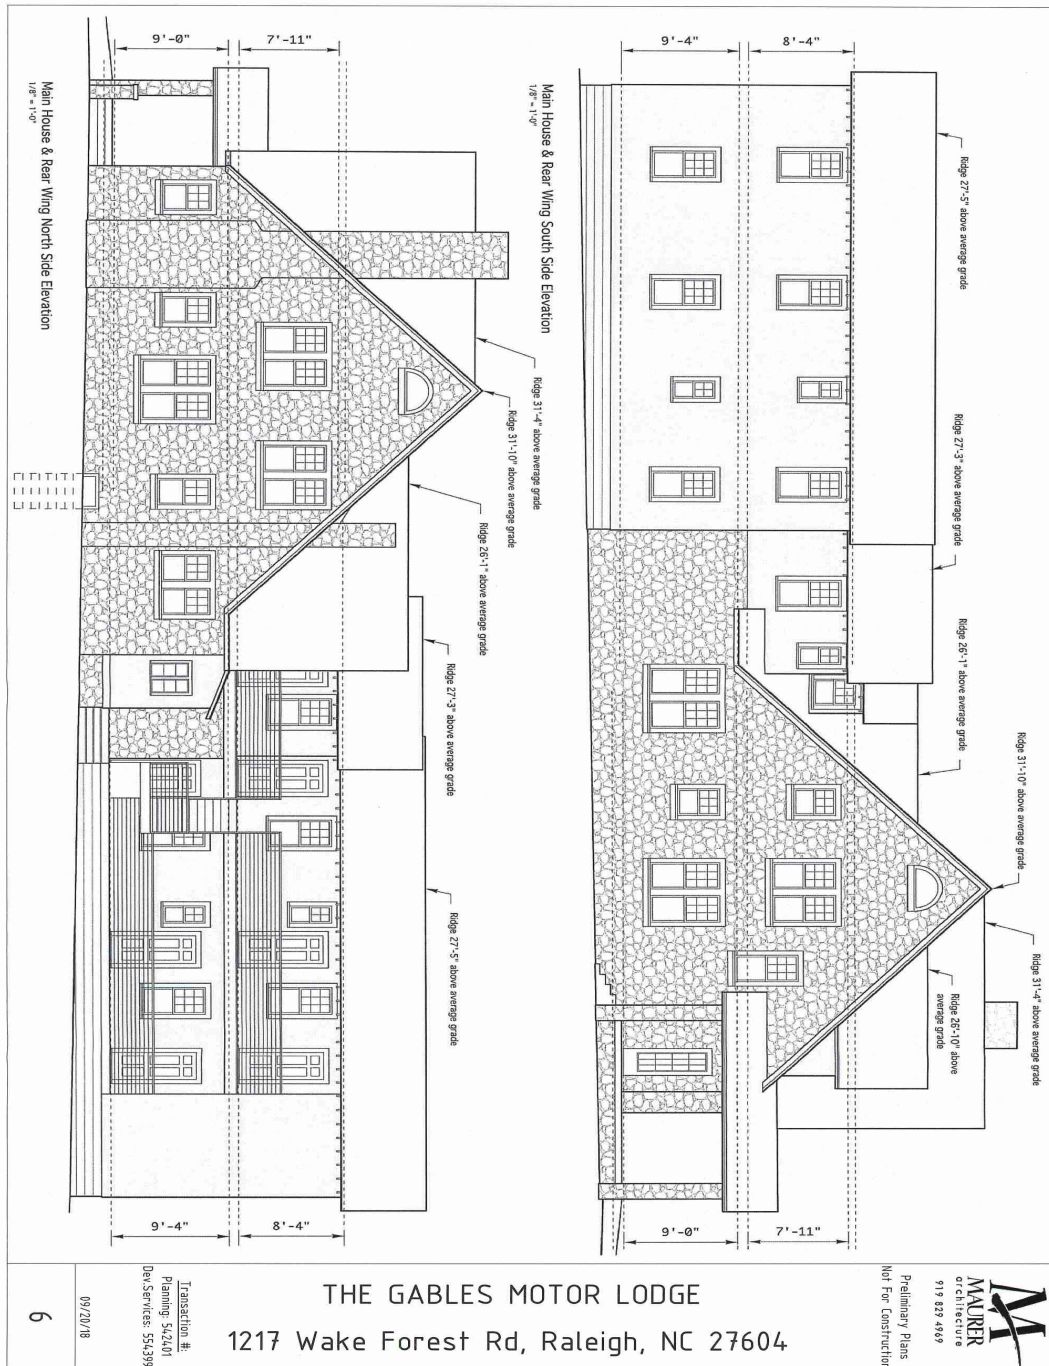 9'-4"
8'-4"
Ridge 27'-5" above average grade
Ridge 27'-3" above average grade
Ridge 26'-1" above average grade
Ridge 31'-10" above average grade
Ridge 31'-4" above average grade
Ridge 26'-10" above
average grade
9'-0"
7'-11"
Main House & Rear Wing South Side Elevation
1/8" = 1'-0"
9'-0"
7'-11"
Ridge 31'-4" above average grade
Ridge 31'-10" above average grade
Ridge 26'-1" above average grade
Ridge 27'-3" above average grade
Ridge 27'-5" above average grade
9'-4"
8'-4"
Main House & Rear Wing North Side Elevation
1/8" = 1'-0"
THE GABLES MOTOR LODGE
1217 Wake Forest Rd, Raleigh, NC 27604
MAURER
architecture
919 829 4969
Preliminary Plans
Not For Construction
Transaction #:
Planning: 542401
Dev.Services: 554399
09/20/18
6